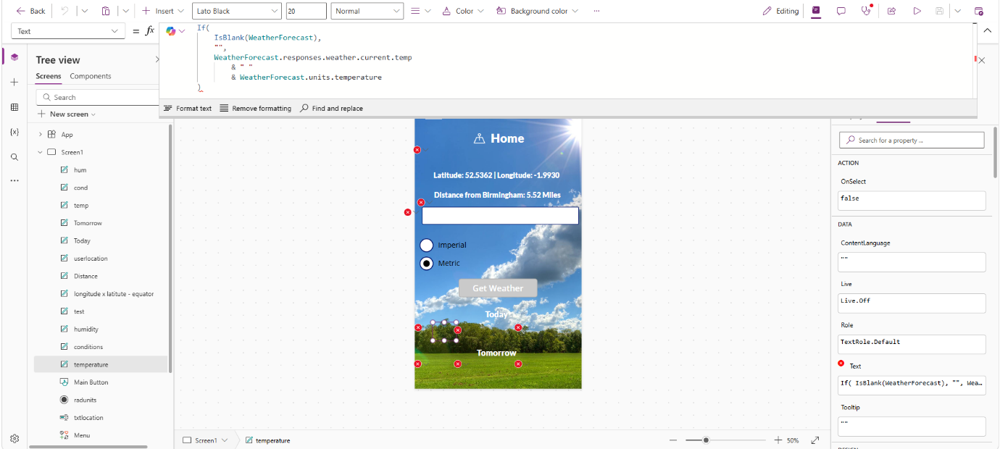 Back
Insert
Lato Black
20
Normal
Color
Background color
...
Editing
Text
= fx
If(
IsBlank(WeatherForecast),
"",
WeatherForecast.responses.weather.current.temp
& " "
& WeatherForecast.units.temperature
)
Format text
Remove formatting
Find and replace
Tree view
Screens
Components
Search
New screen
App
Screen1
hum
cond
temp
Tomorrow
Today
userlocation
Distance
longitude x latitute - equator
test
humidity
conditions
temperature
Main Button
radunits
txtlocation
Menu
Home
Latitude: 52.5362 | Longitude: -1.9930
Distance from Birmingham: 5.52 Miles
Imperial
Metric
Get Weather
Today
Tomorrow
Screen1
temperature
50%
Search for a property ...
ACTION
OnSelect
false
DATA
ContentLanguage
""
Live
Live.Off
Role
TextRole.Default
Text
If( IsBlank(WeatherForecast), "", Wea…
Tooltip
""